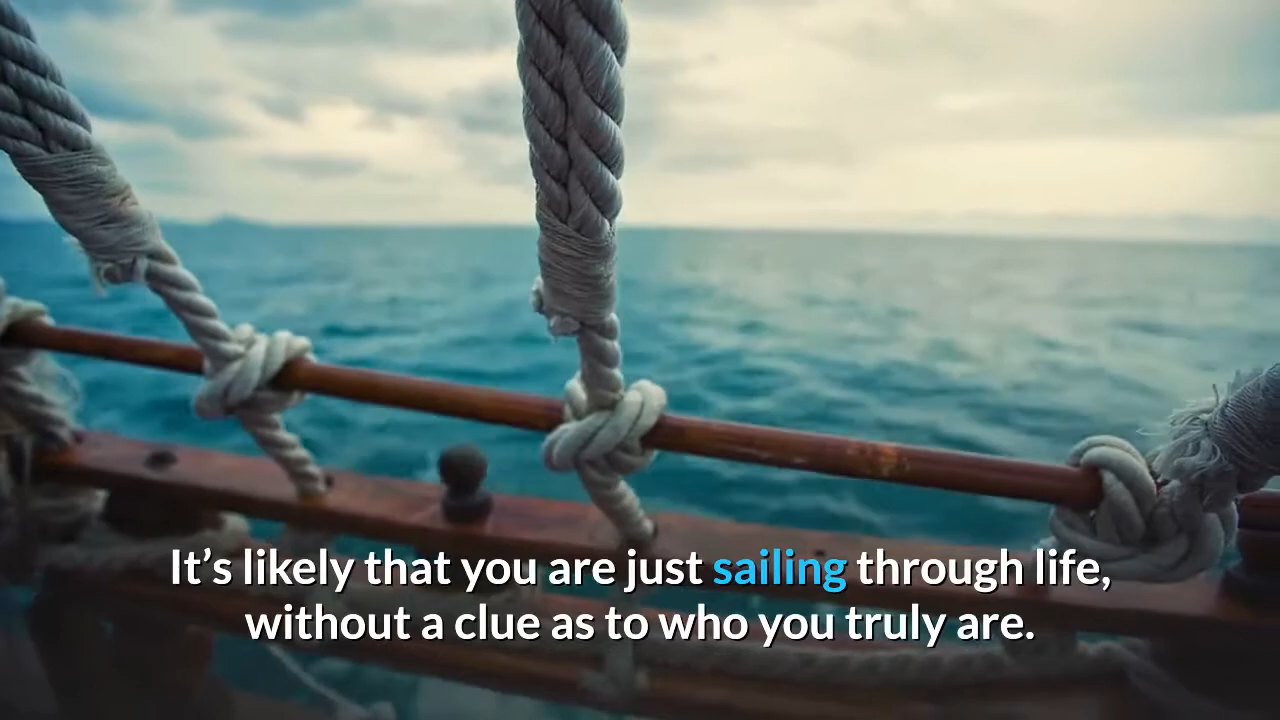 It’s likely that you are just sailing through life,
without a clue as to who you truly are.